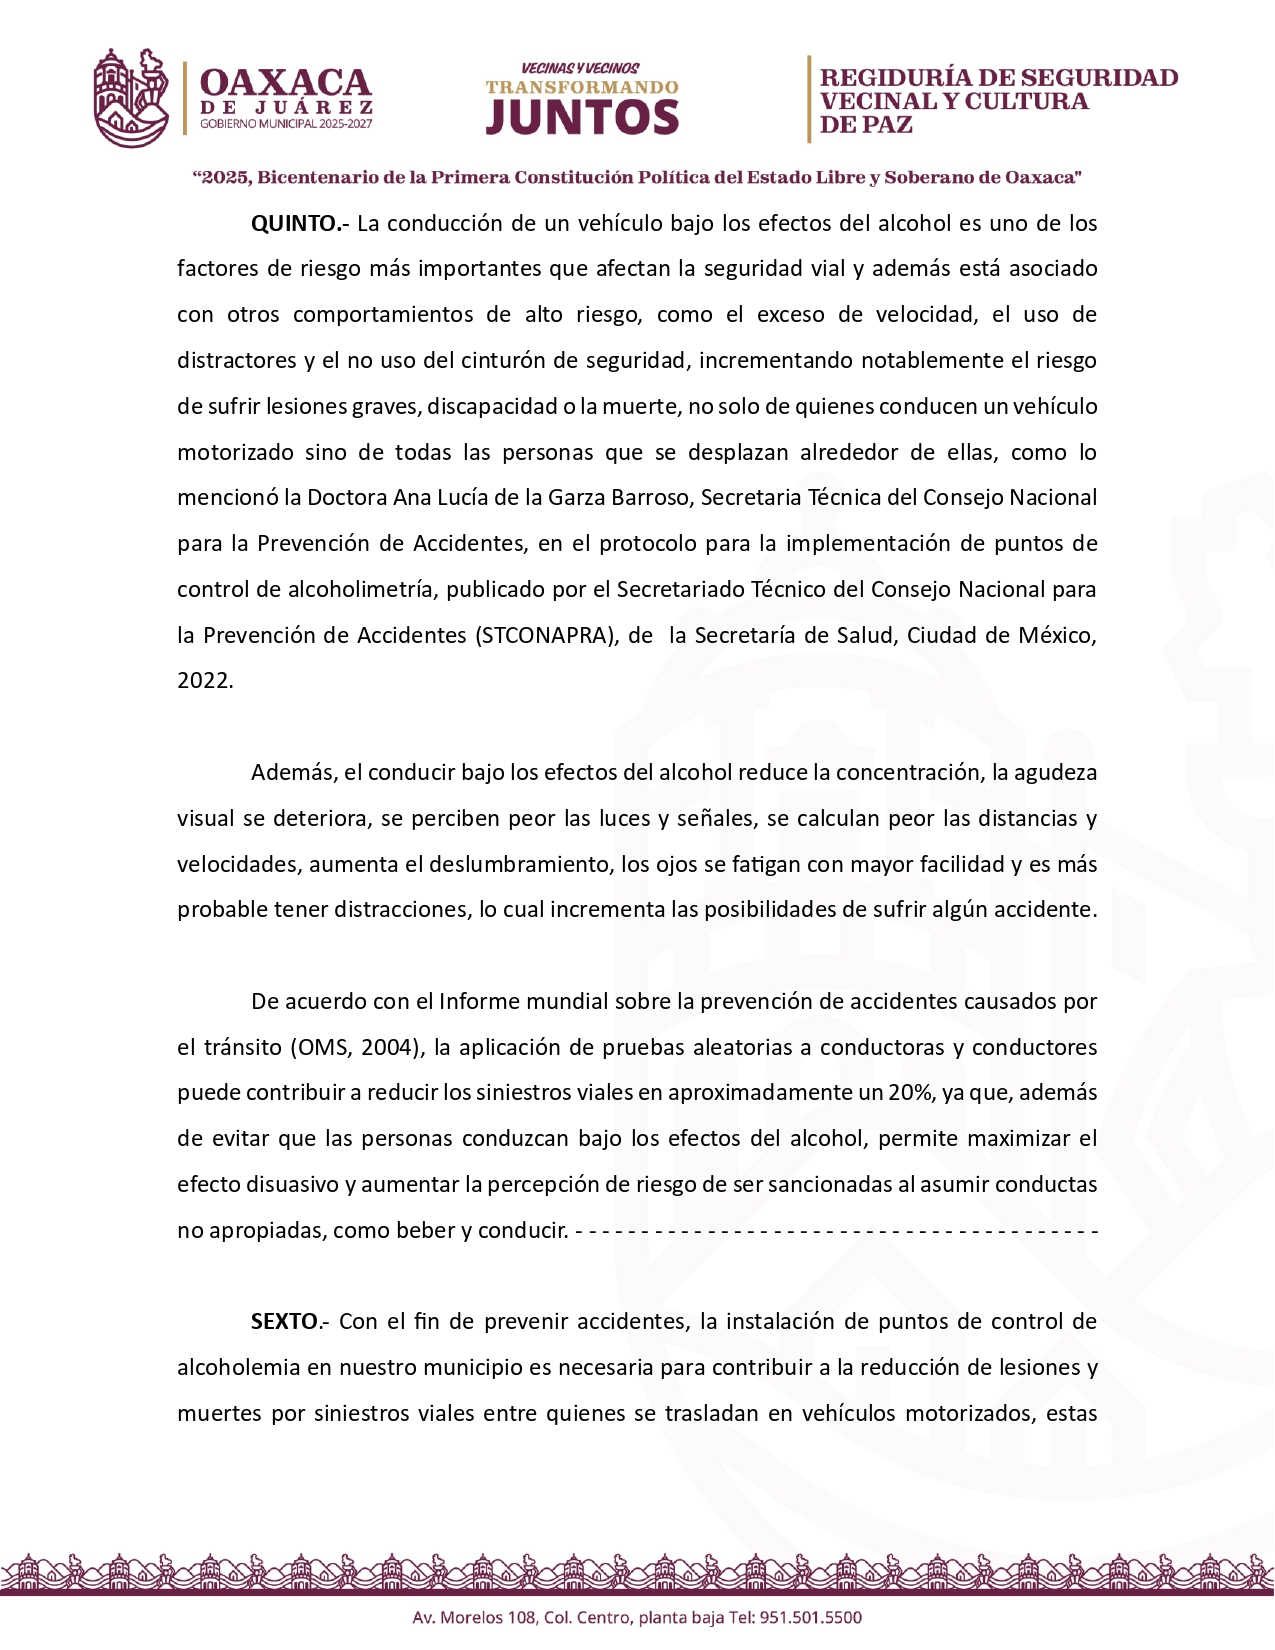 OAXACA
DE JUÁREZ
GOBIERNO MUNICIPAL 2025-2027
VECINAS Y VECINOS
TRANSFORMANDO
JUNTOS
REGIDURÍA DE SEGURIDAD
VECINAL Y CULTURA
DE PAZ
“2025, Bicentenario de la Primera Constitución Política del Estado Libre y Soberano de Oaxaca"
QUINTO.- La conducción de un vehículo bajo los efectos del alcohol es uno de los
factores de riesgo más importantes que afectan la seguridad vial y además está asociado
con otros comportamientos de alto riesgo, como el exceso de velocidad, el uso de
distractores y el no uso del cinturón de seguridad, incrementando notablemente el riesgo
de sufrir lesiones graves, discapacidad o la muerte, no solo de quienes conducen un vehículo
motorizado sino de todas las personas que se desplazan alrededor de ellas, como lo
mencionó la Doctora Ana Lucía de la Garza Barroso, Secretaria Técnica del Consejo Nacional
para la Prevención de Accidentes, en el protocolo para la implementación de puntos de
control de alcoholimetría, publicado por el Secretariado Técnico del Consejo Nacional para
la Prevención de Accidentes (STCONAPRA), de la Secretaría de Salud, Ciudad de México,
2022.
Además, el conducir bajo los efectos del alcohol reduce la concentración, la agudeza
visual se deteriora, se perciben peor las luces y señales, se calculan peor las distancias y
velocidades, aumenta el deslumbramiento, los ojos se fatigan con mayor facilidad y es más
probable tener distracciones, lo cual incrementa las posibilidades de sufrir algún accidente.
De acuerdo con el Informe mundial sobre la prevención de accidentes causados por
el tránsito (OMS, 2004), la aplicación de pruebas aleatorias a conductoras y conductores
puede contribuir a reducir los siniestros viales en aproximadamente un 20%, ya que, además
de evitar que las personas conduzcan bajo los efectos del alcohol, permite maximizar el
efecto disuasivo y aumentar la percepción de riesgo de ser sancionadas al asumir conductas
no apropiadas, como beber y conducir. - - - - - - - - - - - - - - - - - - - - - - - - - - - - - - - - - - - - - - - -
SEXTO.- Con el fin de prevenir accidentes, la instalación de puntos de control de
alcoholemia en nuestro municipio es necesaria para contribuir a la reducción de lesiones y
muertes por siniestros viales entre quienes se trasladan en vehículos motorizados, estas
Av. Morelos 108, Col. Centro, planta baja Tel: 951.501.5500